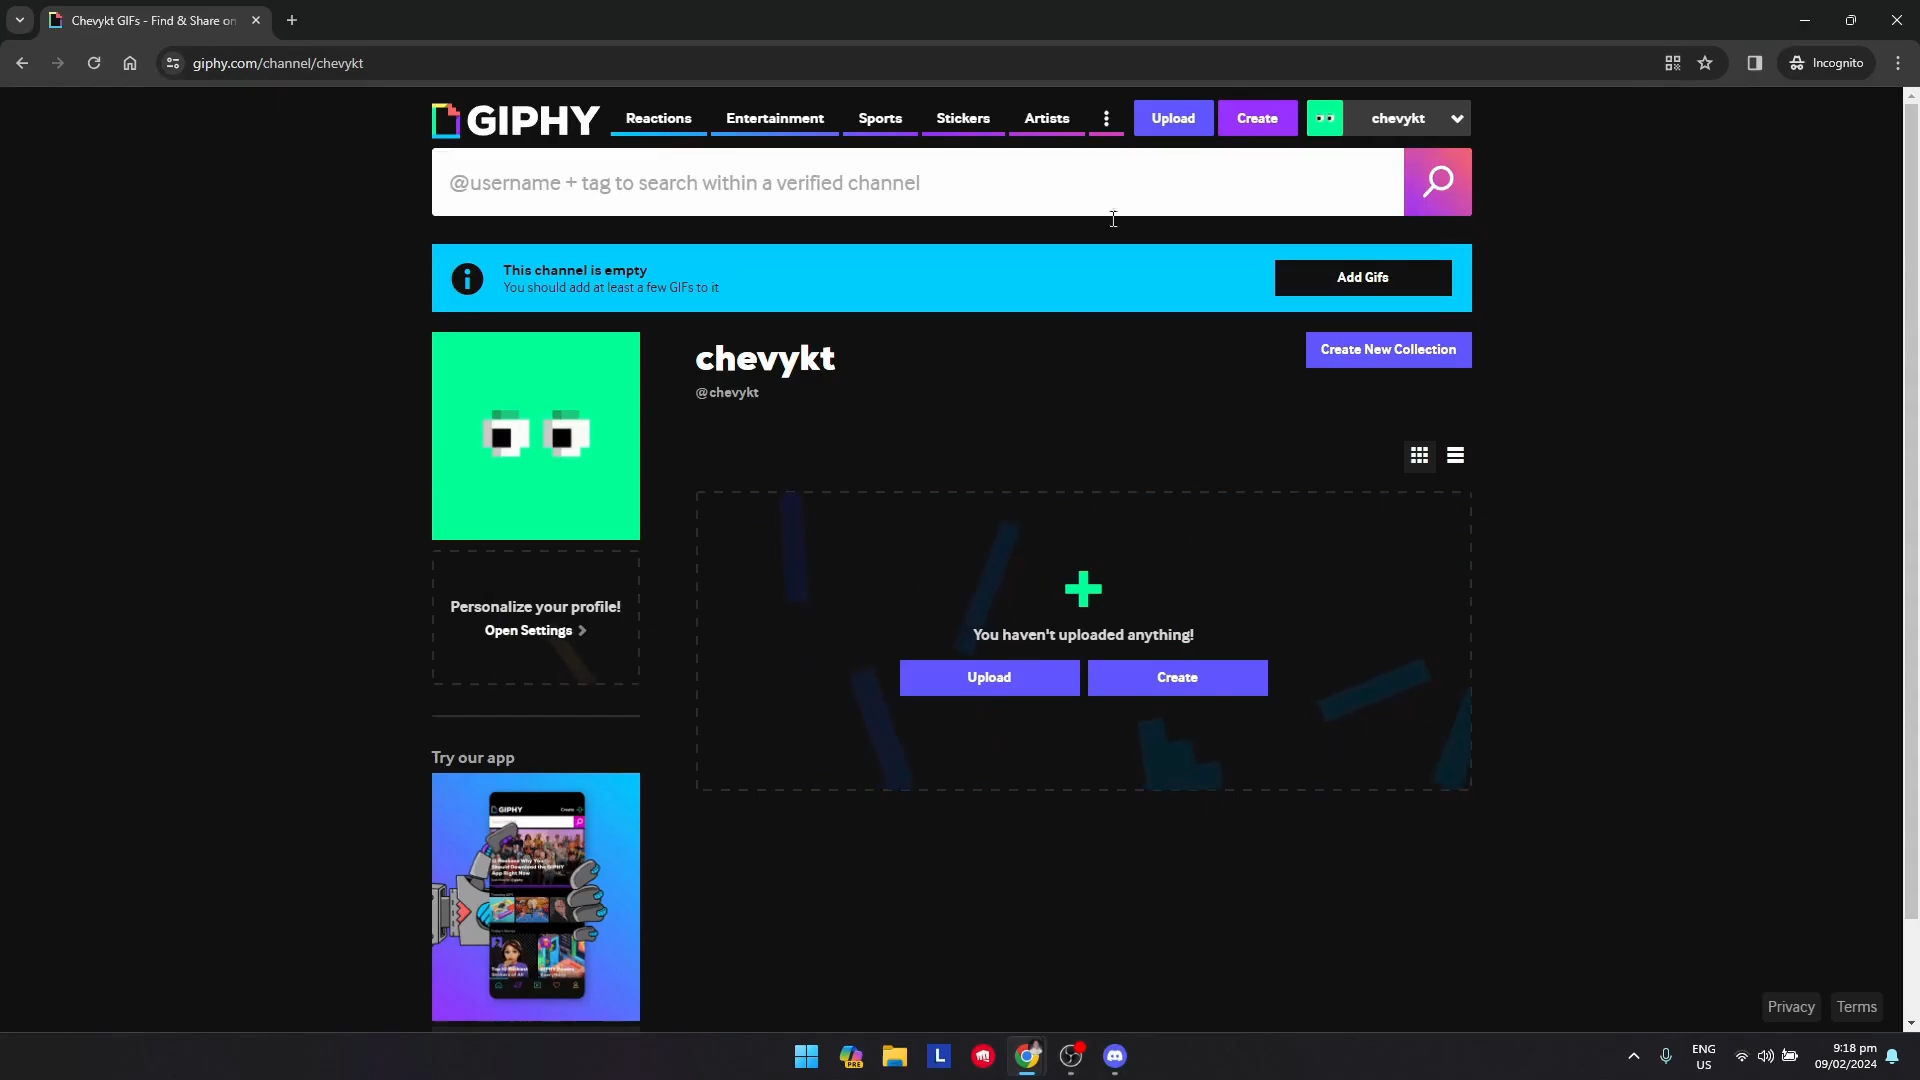 Chevykt GIFs - Find & Share on
giphy.com/channel/chevykt
Incognito
GIPHY
Reactions
Entertainment
Sports
Stickers
Artists
Upload
Create
chevykt
@username + tag to search within a verified channel
This channel is empty
You should add at least a few GIFs to it
Add Gifs
chevykt
@chevykt
Create New Collection
Personalize your profile!
Open Settings
You haven't uploaded anything!
Upload
Create
Try our app
GIPHY
Create
Privacy
Terms
PRE
L
ENG
US
9:18 pm
09/02/2024